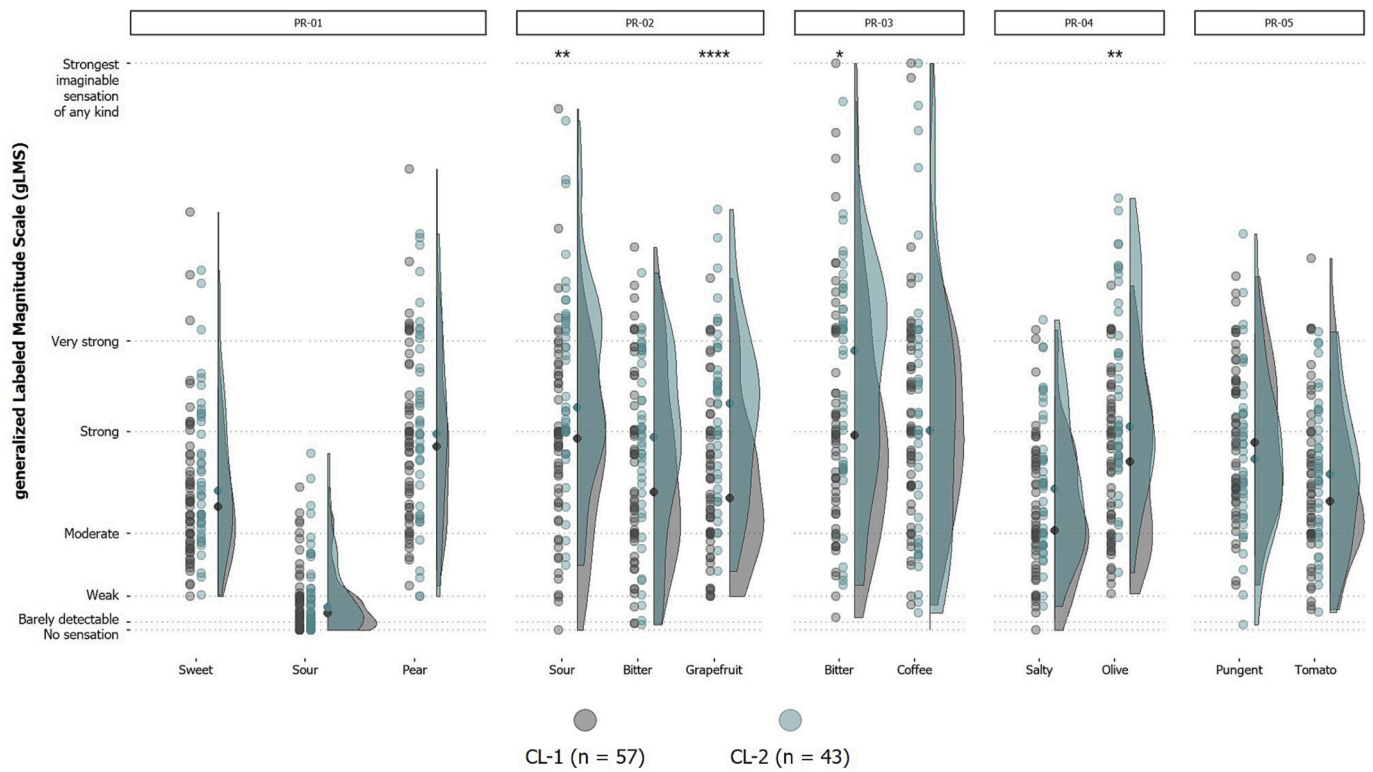 PR-01 PR-02 PR-03 PR-04 PR-05
** **** * **
generalized Labeled Magnitude Scale (gLMS)
Strongest
imaginable
sensation
of any kind
Very strong
Strong
Moderate
Weak
Barely detectable
No sensation
Sweet Sour Pear Sour Bitter Grapefruit Bitter Coffee Salty Olive Pungent Tomato
CL-1 (n = 57) CL-2 (n = 43)